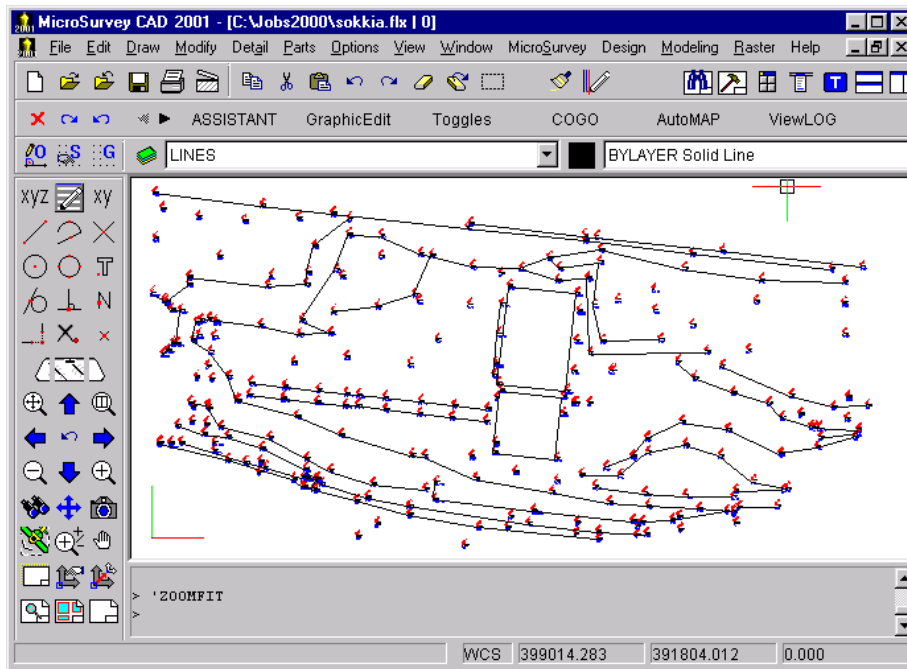 MicroSurvey CAD 2001 - [C:\Jobs2000\sokkia.flx | 0]
File Edit Draw Modify Detail Parts Options View Window MicroSurvey Design Modeling Raster Help
T
ASSISTANT GraphicEdit Toggles COGO AutoMAP ViewLOG
O S G LINES BYLAYER Solid Line
xyz xy
T
N
> 'ZOOMFIT
>
WCS 399014.283 391804.012 0.000